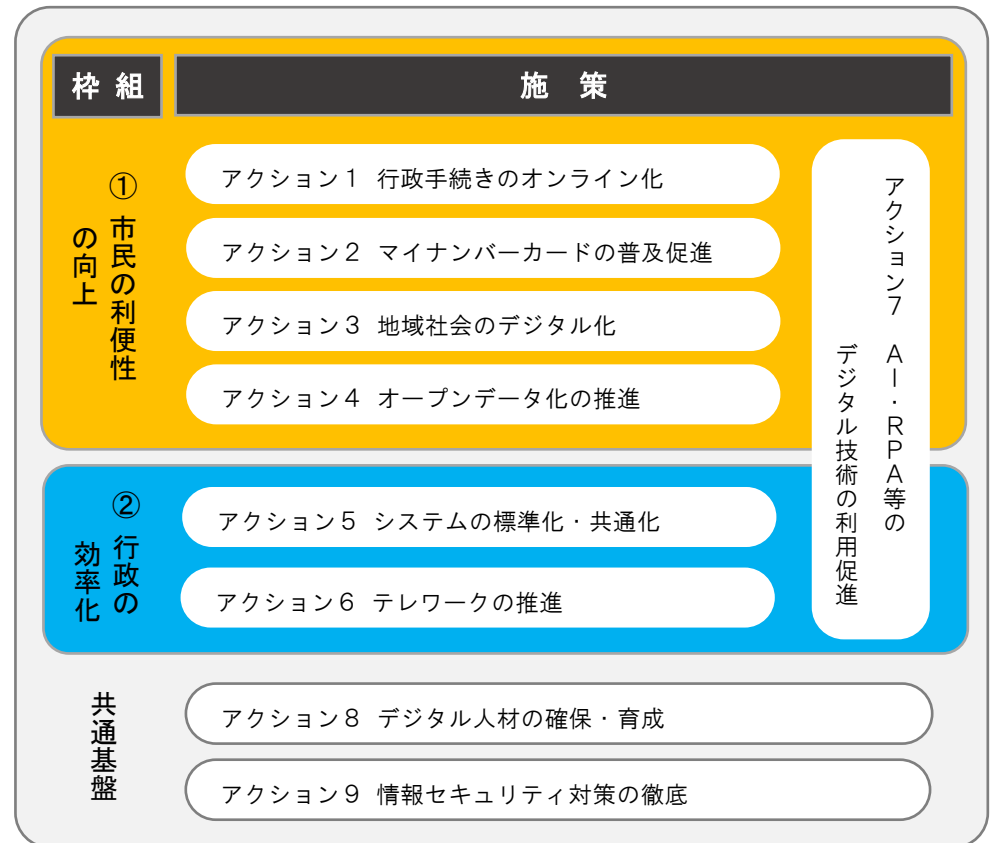 枠 組
施 策
① 市民の利便性
の向上
アクション１ 行政手続きのオンライン化
アクション２ マイナンバーカードの普及促進
アクション３ 地域社会のデジタル化
アクション４ オープンデータ化の推進
② 行政の
効率化
アクション５ システムの標準化・共通化
アクション６ テレワークの推進
アクション７ ＡＩ・ＲＰＡ等の
デジタル技術の利用促進
共通基盤
アクション８ デジタル人材の確保・育成
アクション９ 情報セキュリティ対策の徹底